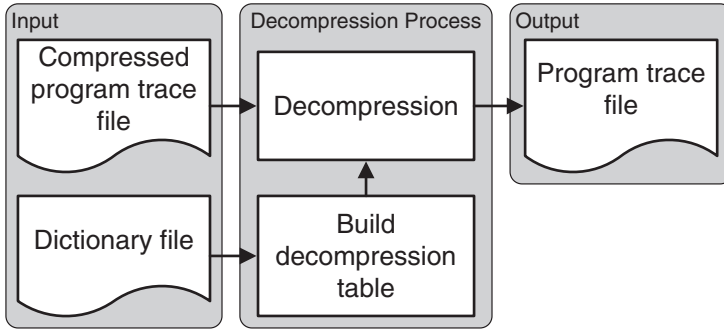 Input
Compressed
program trace
file
Dictionary file
Decompression Process
Decompression
Build
decompression
table
Output
Program trace
file